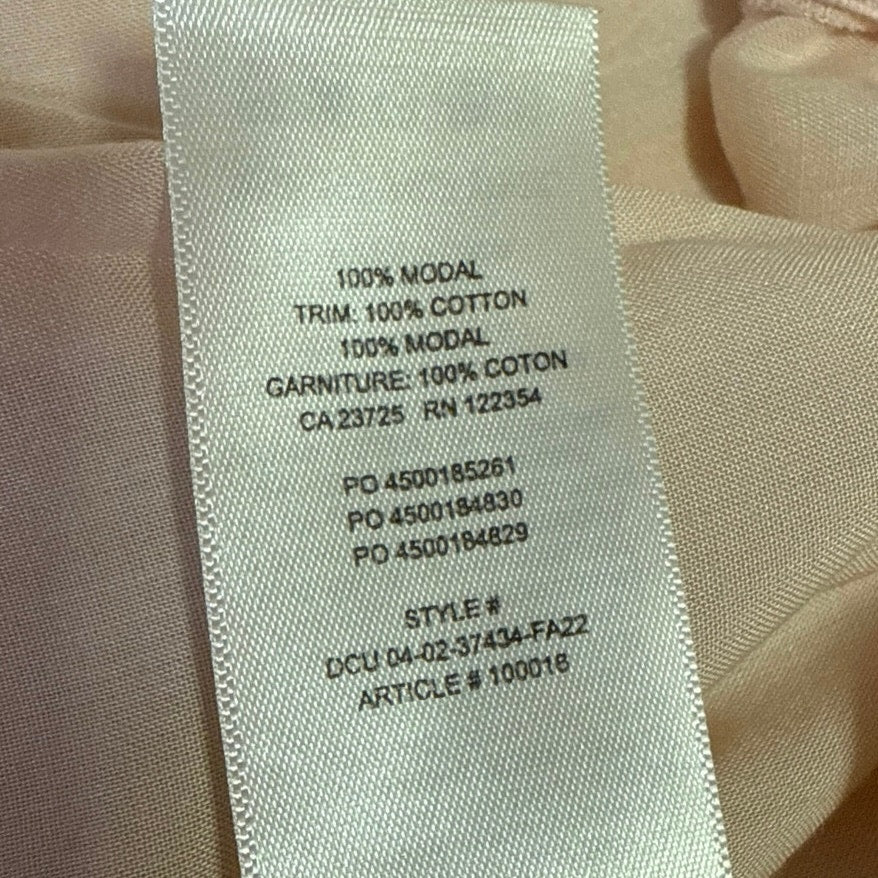 100% MODAL
TRIM: 100% COTTON
100% MODAL
GARNITURE: 100% COTON
CA 23725 RN 122354
PO 4500185261
PO 4500184830
PO 4500184829
STYLE #
DCU 04-02-37434-FA22
ARTICLE # 100016